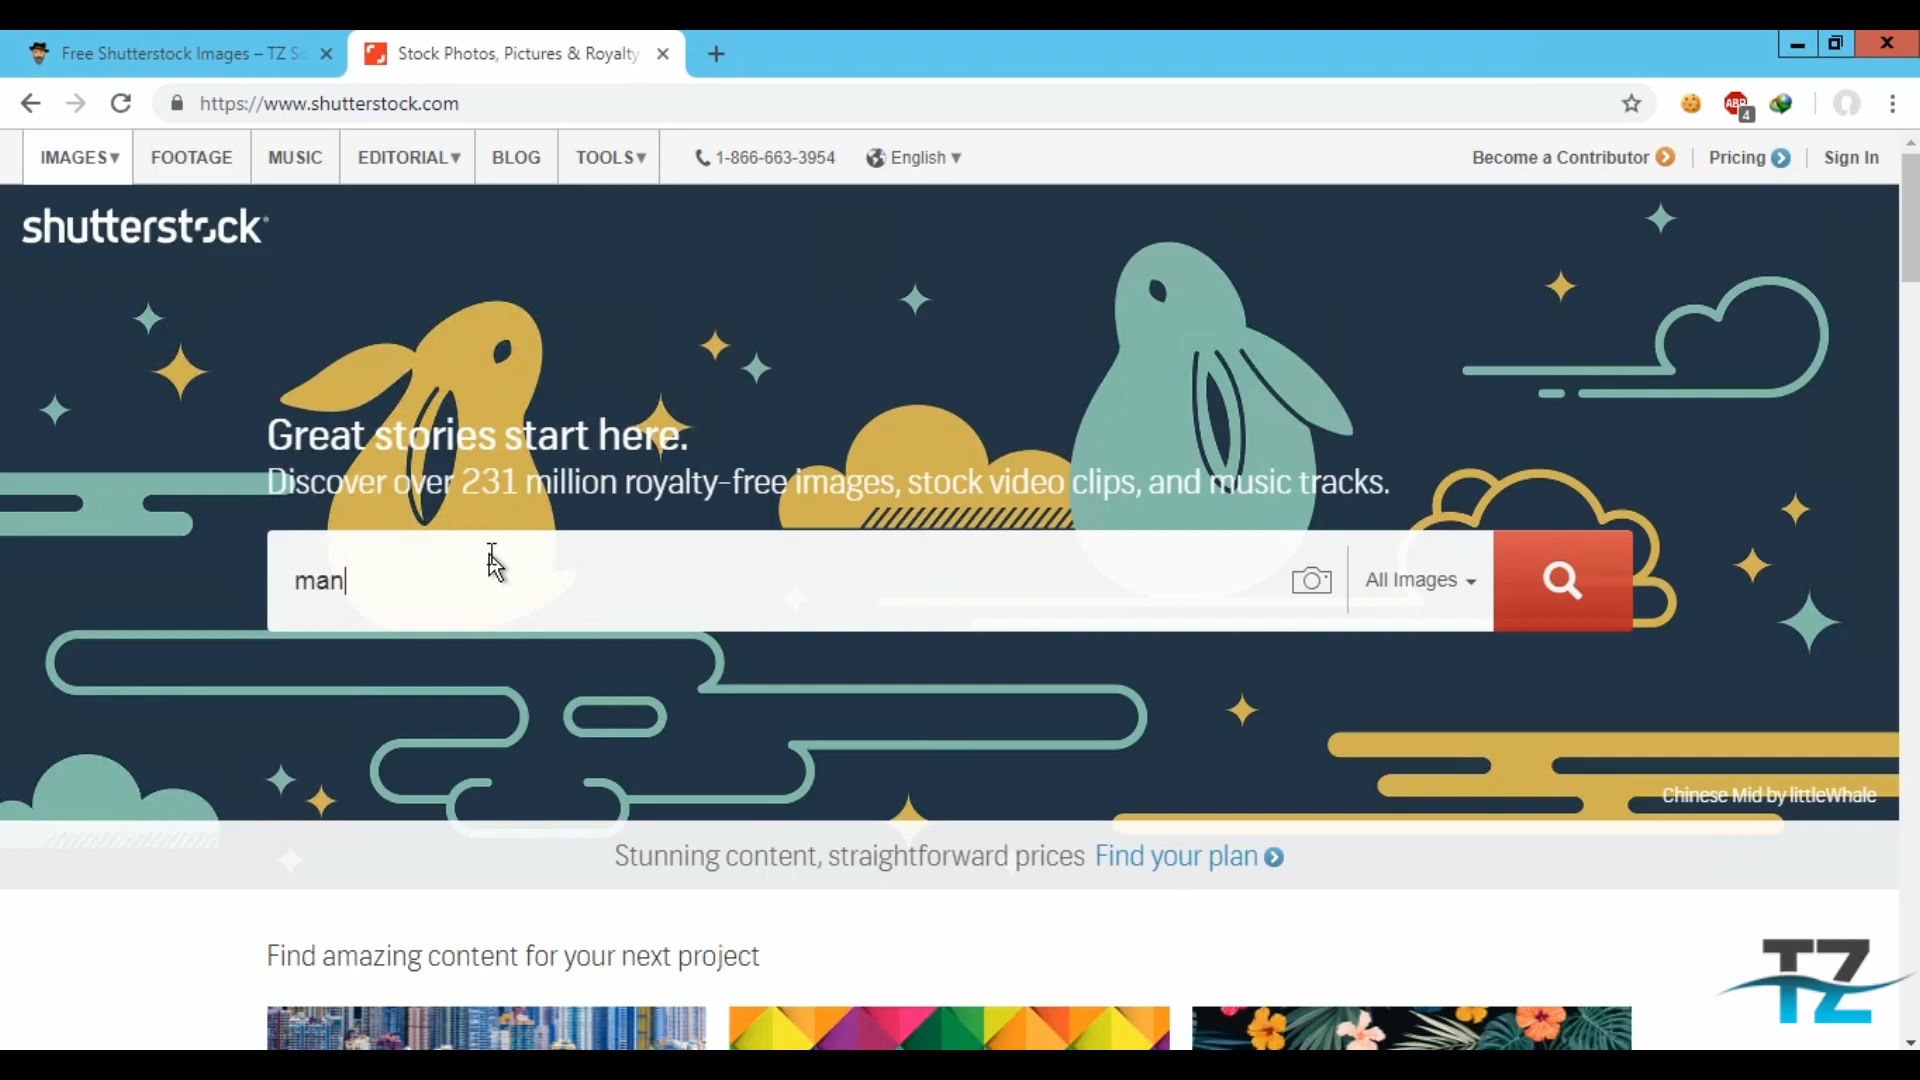 Free Shutterstock Images – TZ So
Stock Photos, Pictures & Royalty
https://www.shutterstock.com
ABP
4
IMAGES▾ FOOTAGE MUSIC EDITORIAL▾ BLOG TOOLS▾ 1-866-663-3954 English ▾ Become a Contributor Pricing Sign In
shutterstock
Great stories start here.
Discover over 231 million royalty-free images, stock video clips, and music tracks.
man
All Images
Chinese Mid by littleWhale
Stunning content, straightforward prices Find your plan
Find amazing content for your next project
TZ